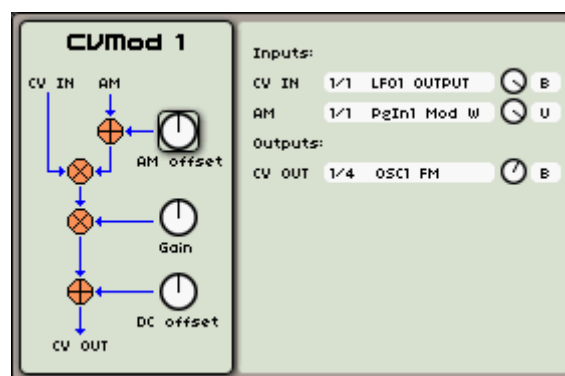 CVMod 1
CV IN AM
AM offset
Gain
DC offset
CV OUT
Inputs:
CV IN 1/1 LFO1 OUTPUT B
AM 1/1 PgIn1 Mod W U
Outputs:
CV OUT 1/4 OSC1 FM B